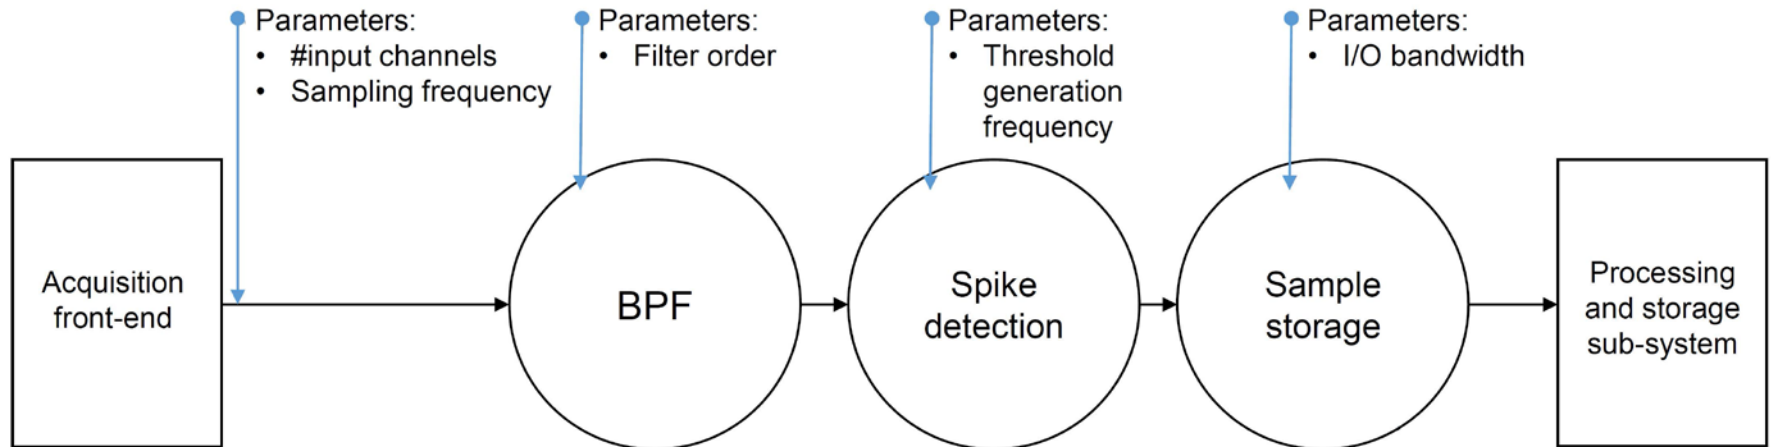 Parameters:
• #input channels
• Sampling frequency
Parameters:
• Filter order
Parameters:
• Threshold
generation
frequency
Parameters:
• I/O bandwidth
Acquisition
front-end
BPF
Spike
detection
Sample
storage
Processing
and storage
sub-system